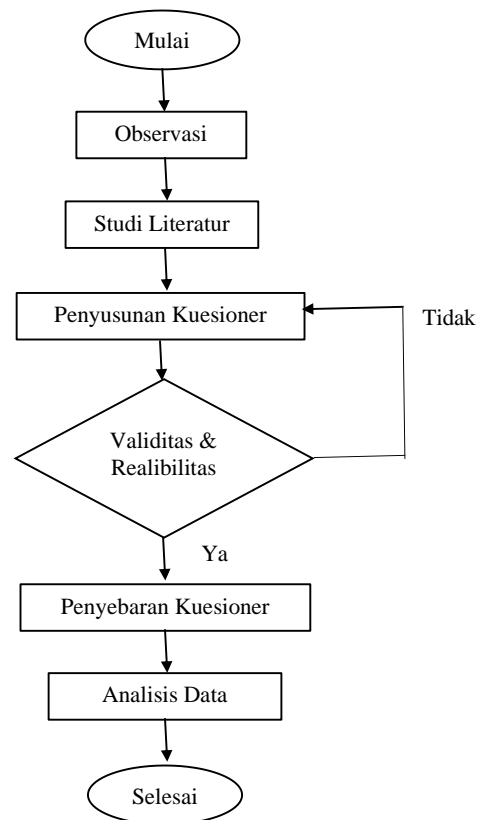 Mulai
Observasi
Studi Literatur
Penyusunan Kuesioner
Tidak
Validitas &
Realibilitas
Ya
Penyebaran Kuesioner
Analisis Data
Selesai